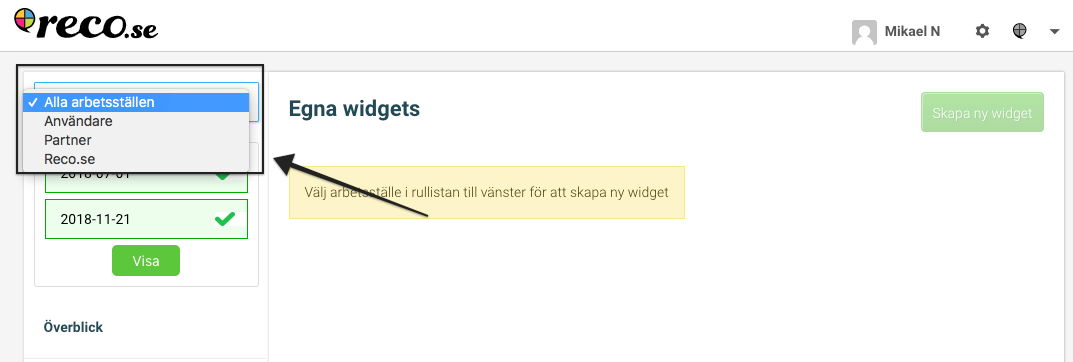 reco.se
Mikael N
✓ Alla arbetsställen
Användare
Partner
Reco.se
2018-07-01
2018-11-21
Visa
Överblick
Egna widgets
Skapa ny widget
Välj arbetsställe i rullistan till vänster för att skapa ny widget